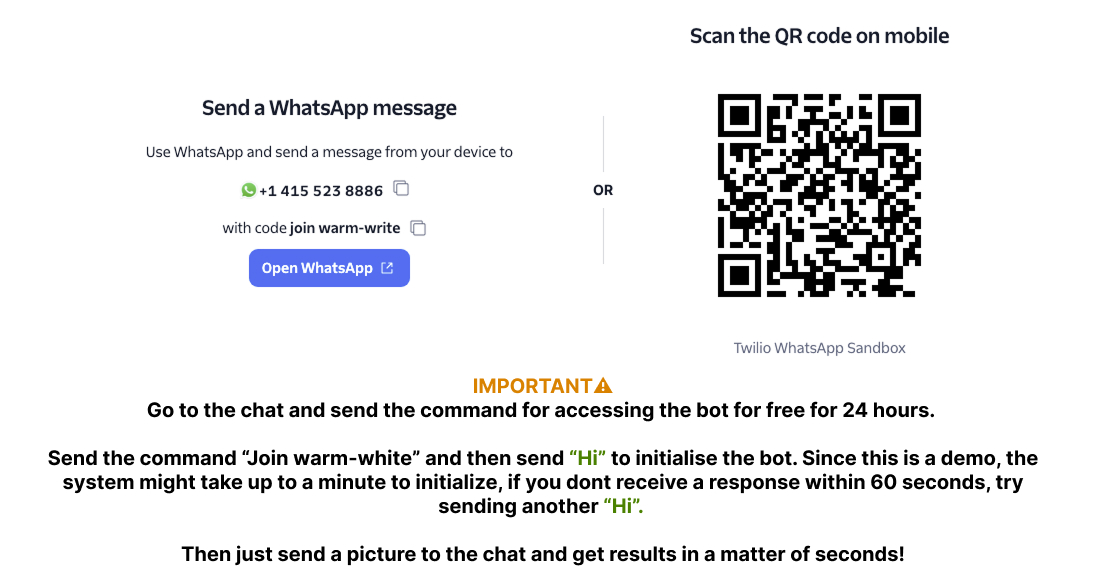 Scan the QR code on mobile
Send a WhatsApp message
Use WhatsApp and send a message from your device to
+1 415 523 8886
OR
with code join warm-write
Open WhatsApp
Twilio WhatsApp Sandbox
IMPORTANT⚠
Go to the chat and send the command for accessing the bot for free for 24 hours.
Send the command “Join warm-white” and then send “Hi” to initialise the bot. Since this is a demo, the
system might take up to a minute to initialize, if you dont receive a response within 60 seconds, try
sending another “Hi”.
Then just send a picture to the chat and get results in a matter of seconds!